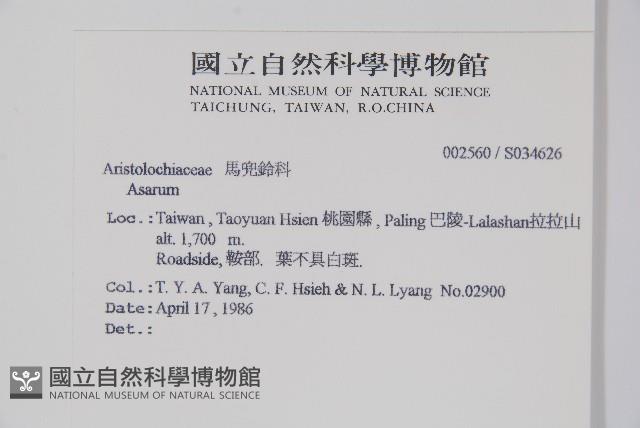 國立自然科學博物館
NATIONAL MUSEUM OF NATURAL SCIENCE
TAICHUNG, TAIWAN, R.O.CHINA
002560 / S034626
Aristolochiaceae 馬兜鈴科
Asarum
Loc.: Taiwan , Taoyuan Hsien 桃園縣 , Paling 巴陵-Lalashan拉拉山
alt. 1,700 m.
Roadside, 鞍部. 葉不具白斑.
Col.: T. Y. A. Yang, C. F. Hsieh & N. L. Lyang No.02900
Date: April 17 , 1986
Det.:
國立自然科學博物館
NATIONAL MUSEUM OF NATURAL SCIENCE